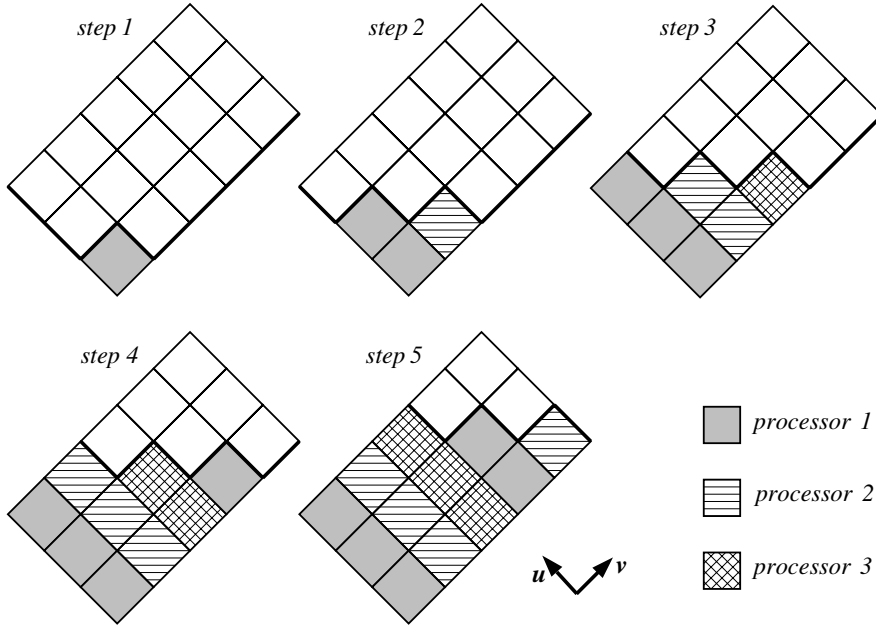 step 1
step 2
step 3
step 4
step 5
processor 1
processor 2
processor 3
u
v